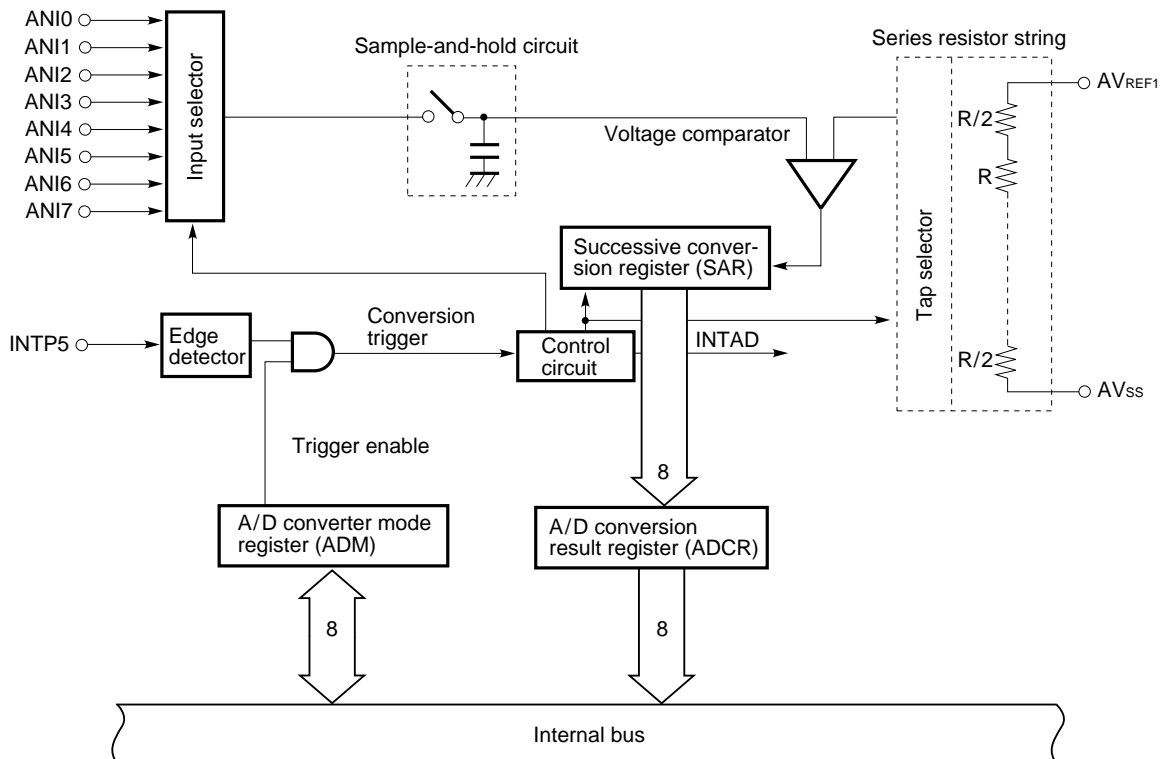 ANI0
ANI1
ANI2
ANI3
ANI4
ANI5
ANI6
ANI7
Input selector
Sample-and-hold circuit
Voltage comparator
Series resistor string
Tap selector
R/2
R
R/2
AVREF1
AVSS
Successive conver-
sion register (SAR)
INTP5
Edge
detector
Conversion
trigger
Control
circuit
INTAD
Trigger enable
8
A/D converter mode
register (ADM)
A/D conversion
result register (ADCR)
8
8
Internal bus